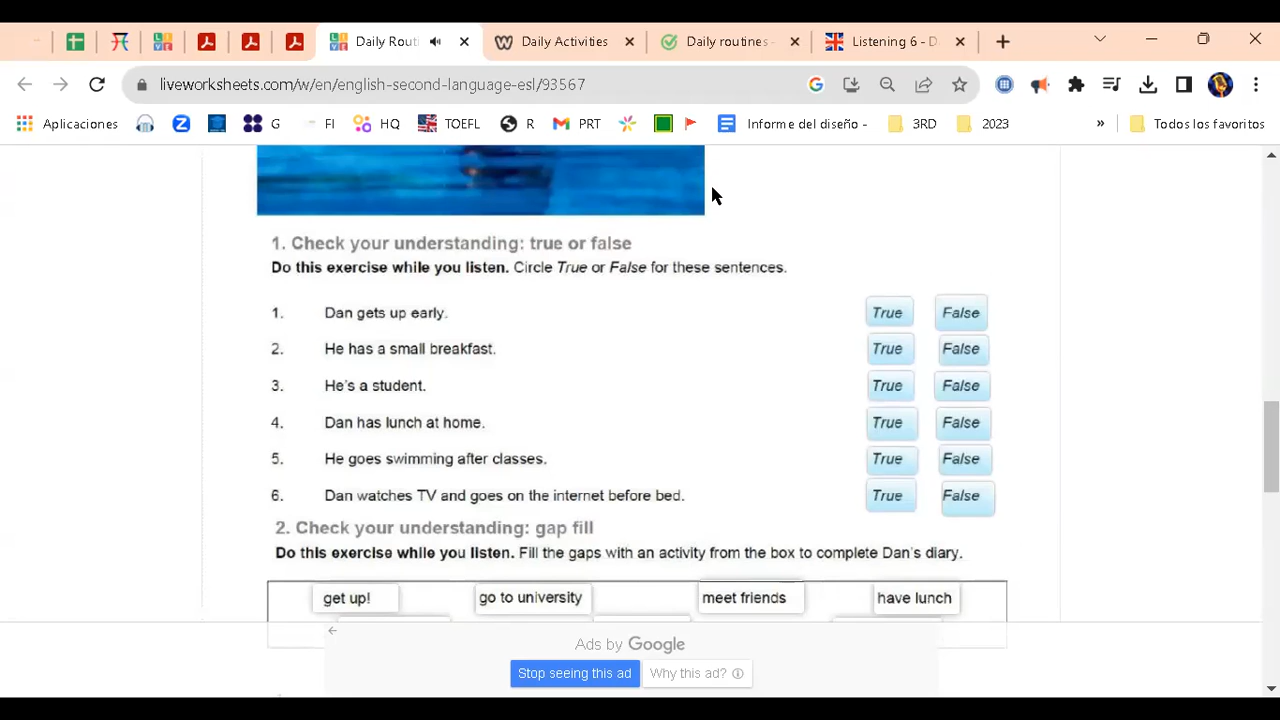 Daily Rout
Daily Activities
Daily routines -
Listening 6 - D
liveworksheets.com/w/en/english-second-language-esl/93567
Aplicaciones G FI HQ TOEFL R PRT Informe del diseño - 3RD 2023 » Todos los favoritos
1. Check your understanding: true or false
Do this exercise while you listen. Circle True or False for these sentences.
1. Dan gets up early. True False
2. He has a small breakfast. True False
3. He's a student. True False
4. Dan has lunch at home. True False
5. He goes swimming after classes. True False
6. Dan watches TV and goes on the internet before bed. True False
2. Check your understanding: gap fill
Do this exercise while you listen. Fill the gaps with an activity from the box to complete Dan's diary.
get up! go to university meet friends have lunch
Ads by Google
Stop seeing this ad Why this ad?